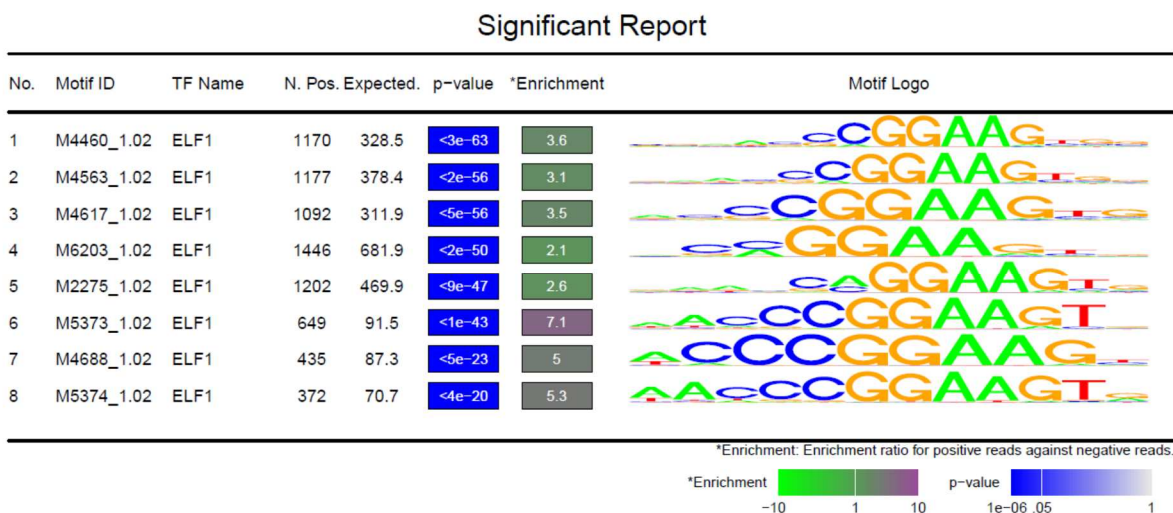 Significant Report
No. Motif ID TF Name N. Pos. Expected. p-value *Enrichment Motif Logo
1 M4460_1.02 ELF1 1170 328.5 <3e-63 3.6
2 M4563_1.02 ELF1 1177 378.4 <2e-56 3.1
3 M4617_1.02 ELF1 1092 311.9 <5e-56 3.5
4 M6203_1.02 ELF1 1446 681.9 <2e-50 2.1
5 M2275_1.02 ELF1 1202 469.9 <9e-47 2.6
6 M5373_1.02 ELF1 649 91.5 <1e-43 7.1
7 M4688_1.02 ELF1 435 87.3 <5e-23 5
8 M5374_1.02 ELF1 372 70.7 <4e-20 5.3
*Enrichment: Enrichment ratio for positive reads against negative reads.
*Enrichment p-value
-10 1 10 1e-06 .05 1